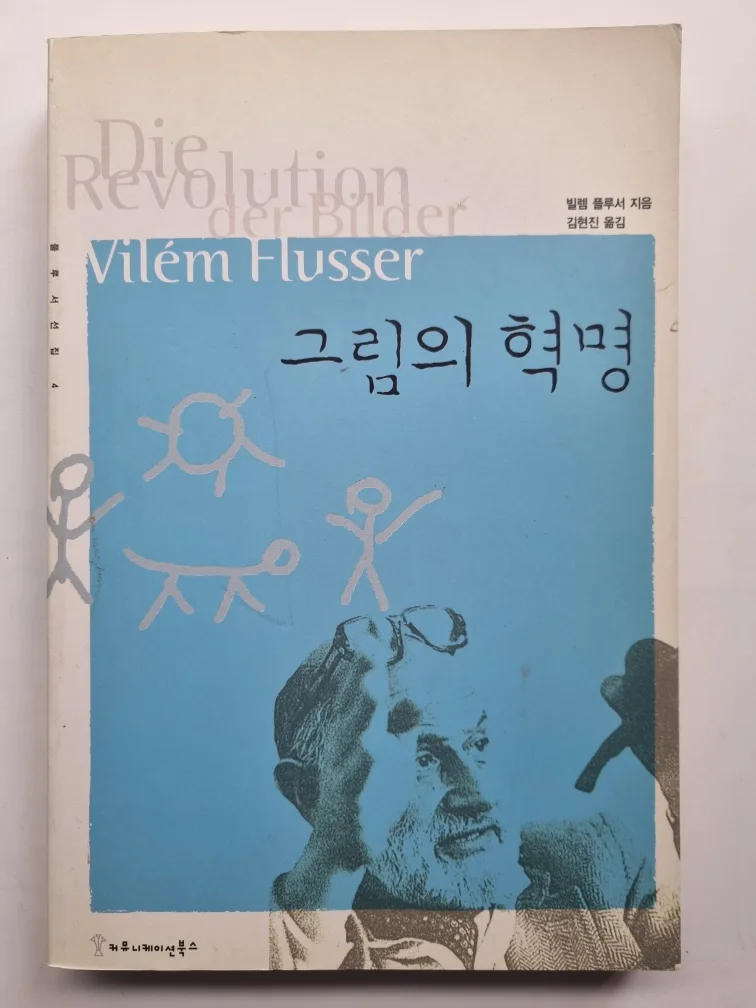 Die
Revolution
der Bilder
빌렘 플루서 지음
김현진 옮김
Vilém Flusser
플루서선집 4
그림의 혁명
커뮤니케이션북스